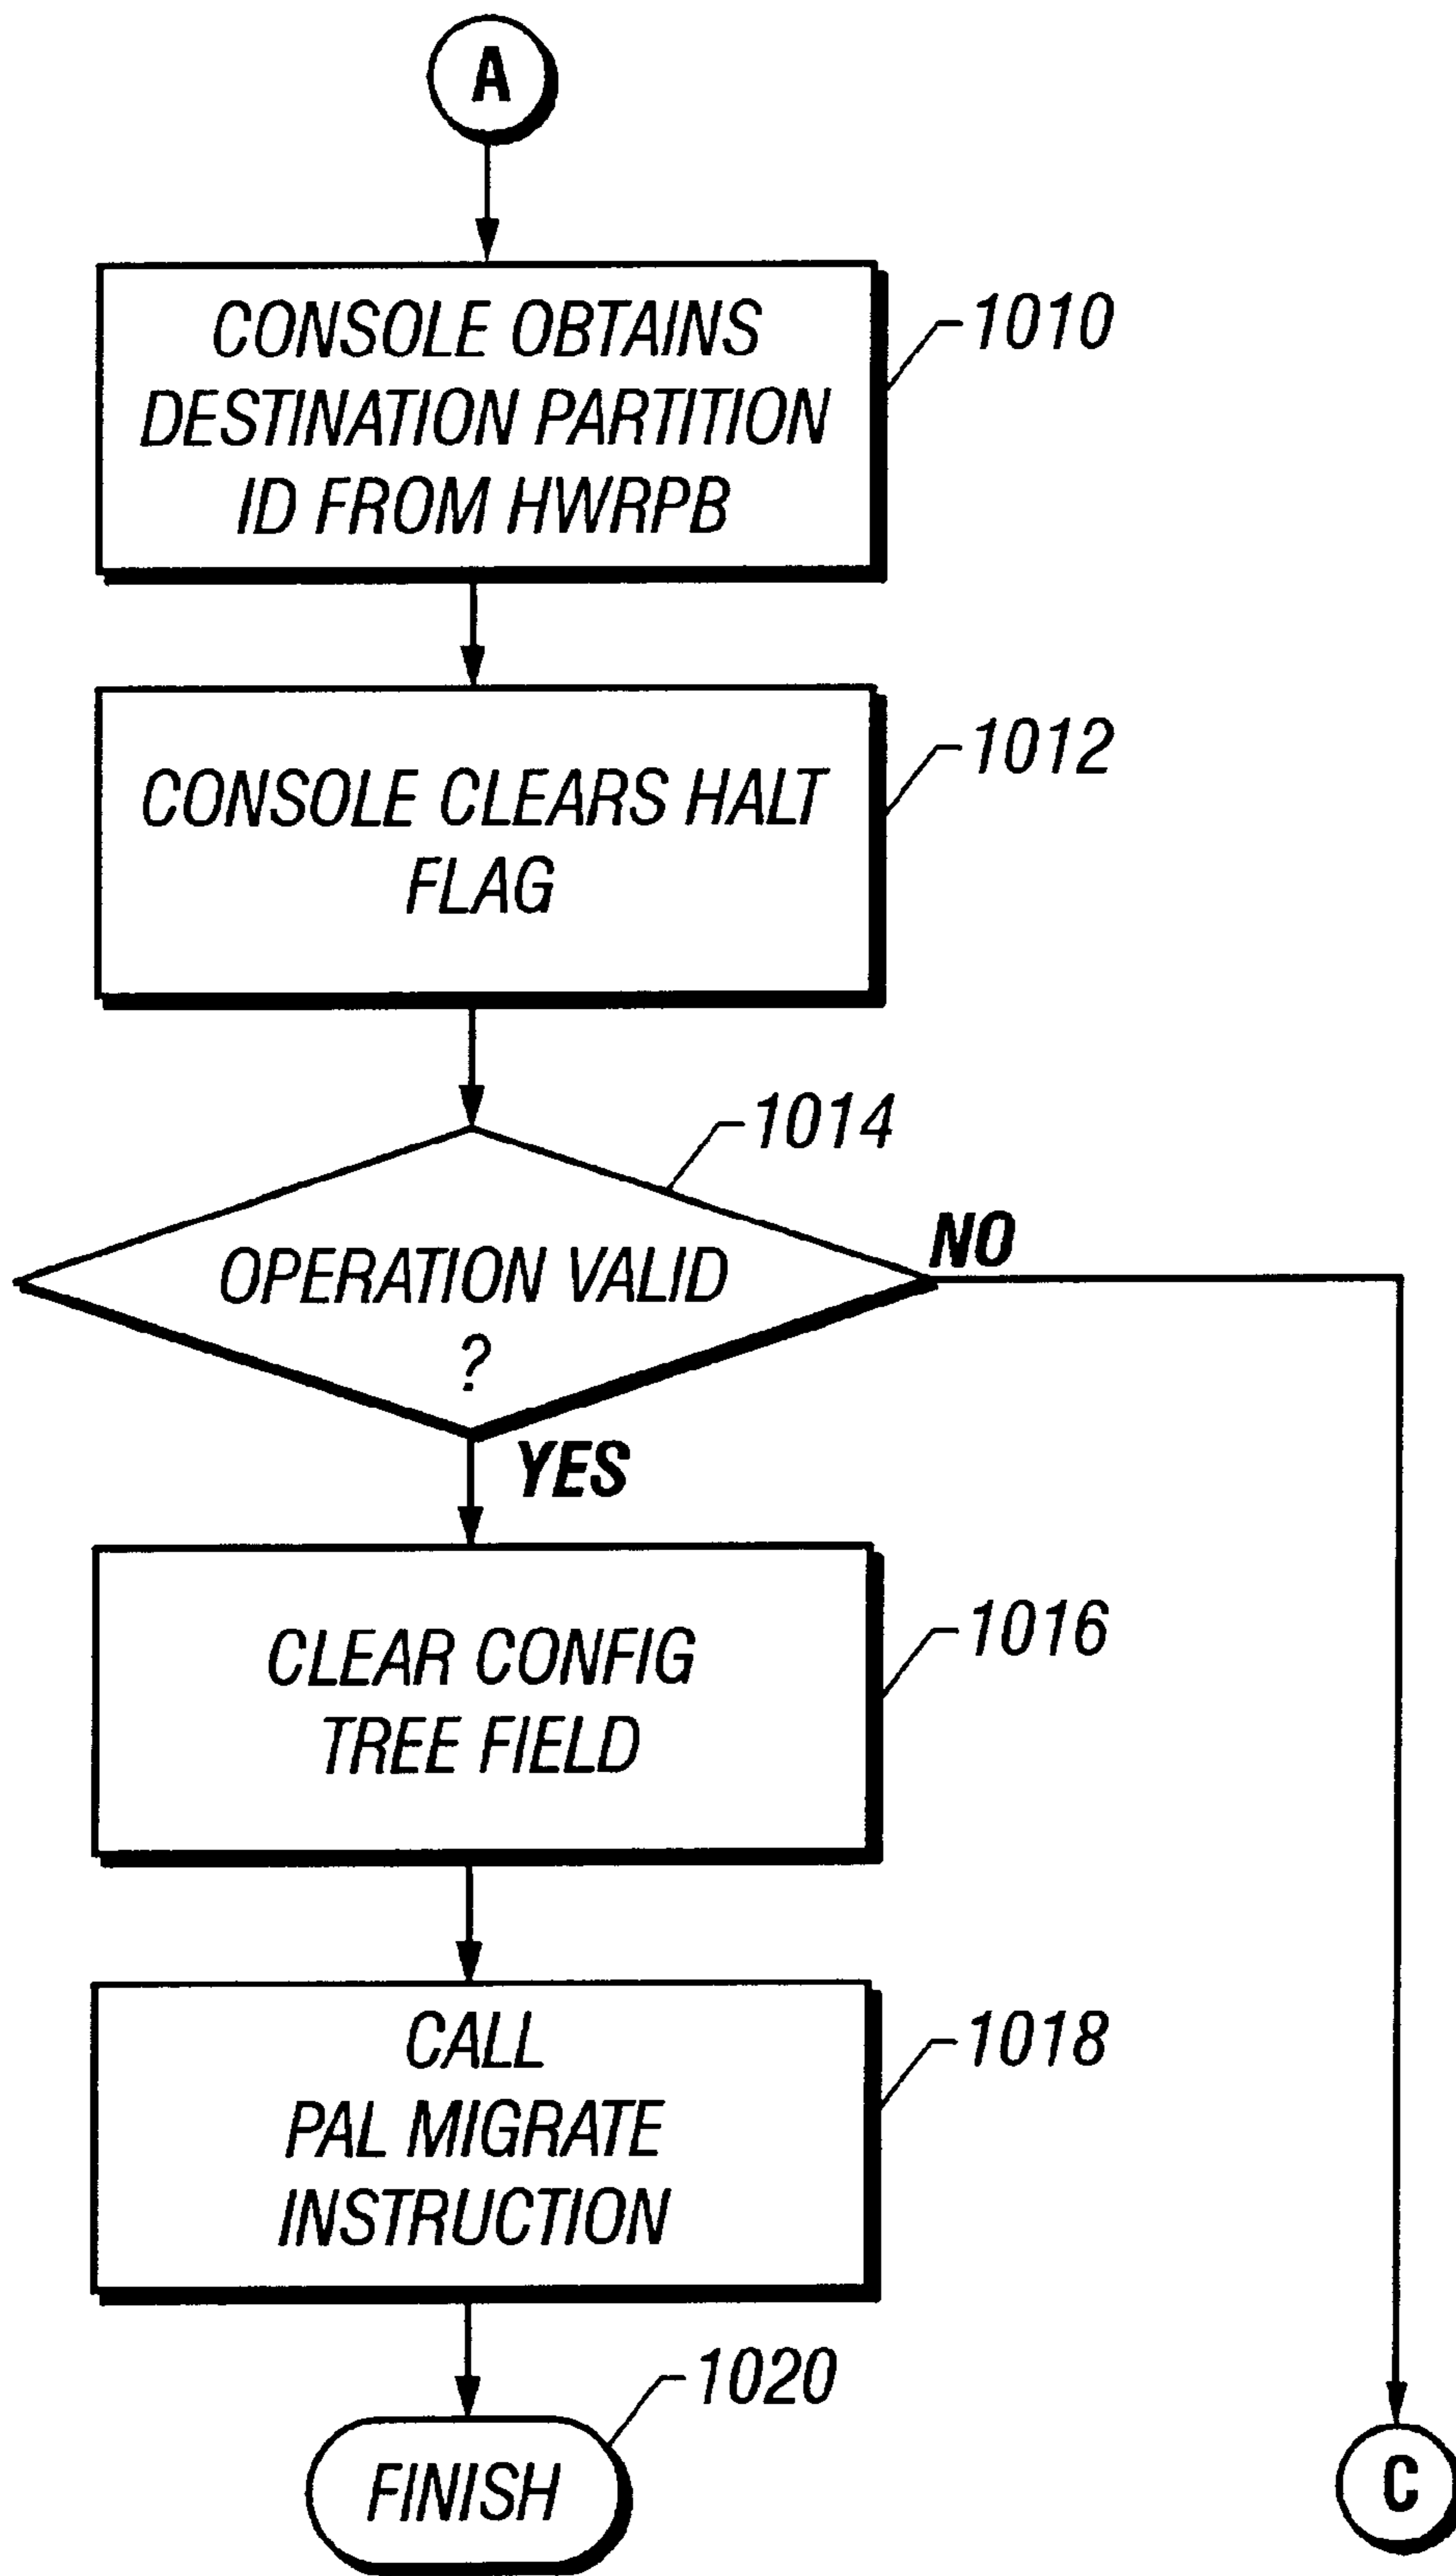 A
CONSOLE OBTAINS
DESTINATION PARTITION
ID FROM HWRPB
1010
CONSOLE CLEARS HALT
FLAG
1012
1014
OPERATION VALID
?
NO
YES
CLEAR CONFIG
TREE FIELD
1016
CALL
PAL MIGRATE
INSTRUCTION
1018
1020
FINISH
C